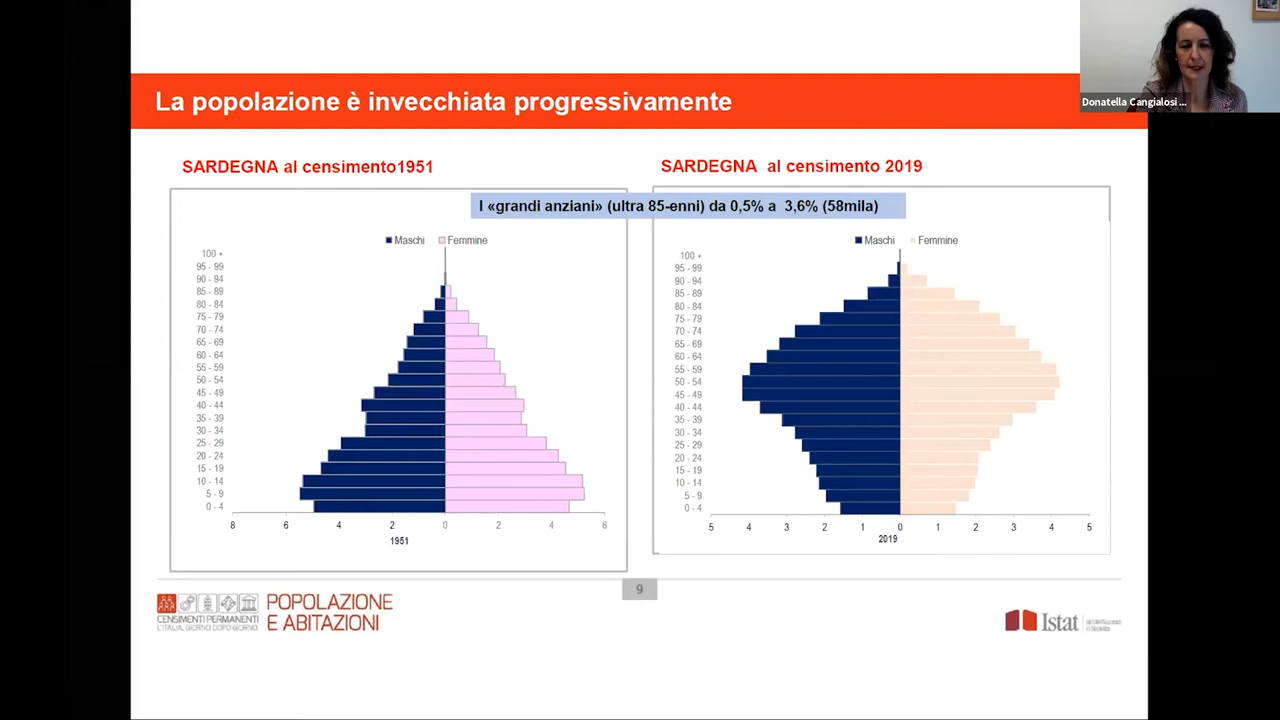 La popolazione è invecchiata progressivamente
Donatella Cangialosi ...
SARDEGNA al censimento1951
SARDEGNA al censimento 2019
I «grandi anziani» (ultra 85-enni) da 0,5% a 3,6% (58mila)
Maschi Femmine
100 +
95 - 99
90 - 94
85 - 89
80 - 84
75 - 79
70 - 74
65 - 69
60 - 64
55 - 59
50 - 54
45 - 49
40 - 44
35 - 39
30 - 34
25 - 29
20 - 24
15 - 19
10 - 14
5 - 9
0 - 4
8 6 4 2 0 2 4 6
1951
Maschi Femmine
100 +
95 - 99
90 - 94
85 - 89
80 - 84
75 - 79
70 - 74
65 - 69
60 - 64
55 - 59
50 - 54
45 - 49
40 - 44
35 - 39
30 - 34
25 - 29
20 - 24
15 - 19
10 - 14
5 - 9
0 - 4
5 4 3 2 1 0 1 2 3 4 5
2019
9
CENSIMENTI PERMANENTI
L'ITALIA, GIORNO DOPO GIORNO
POPOLAZIONE
E ABITAZIONI
Istat